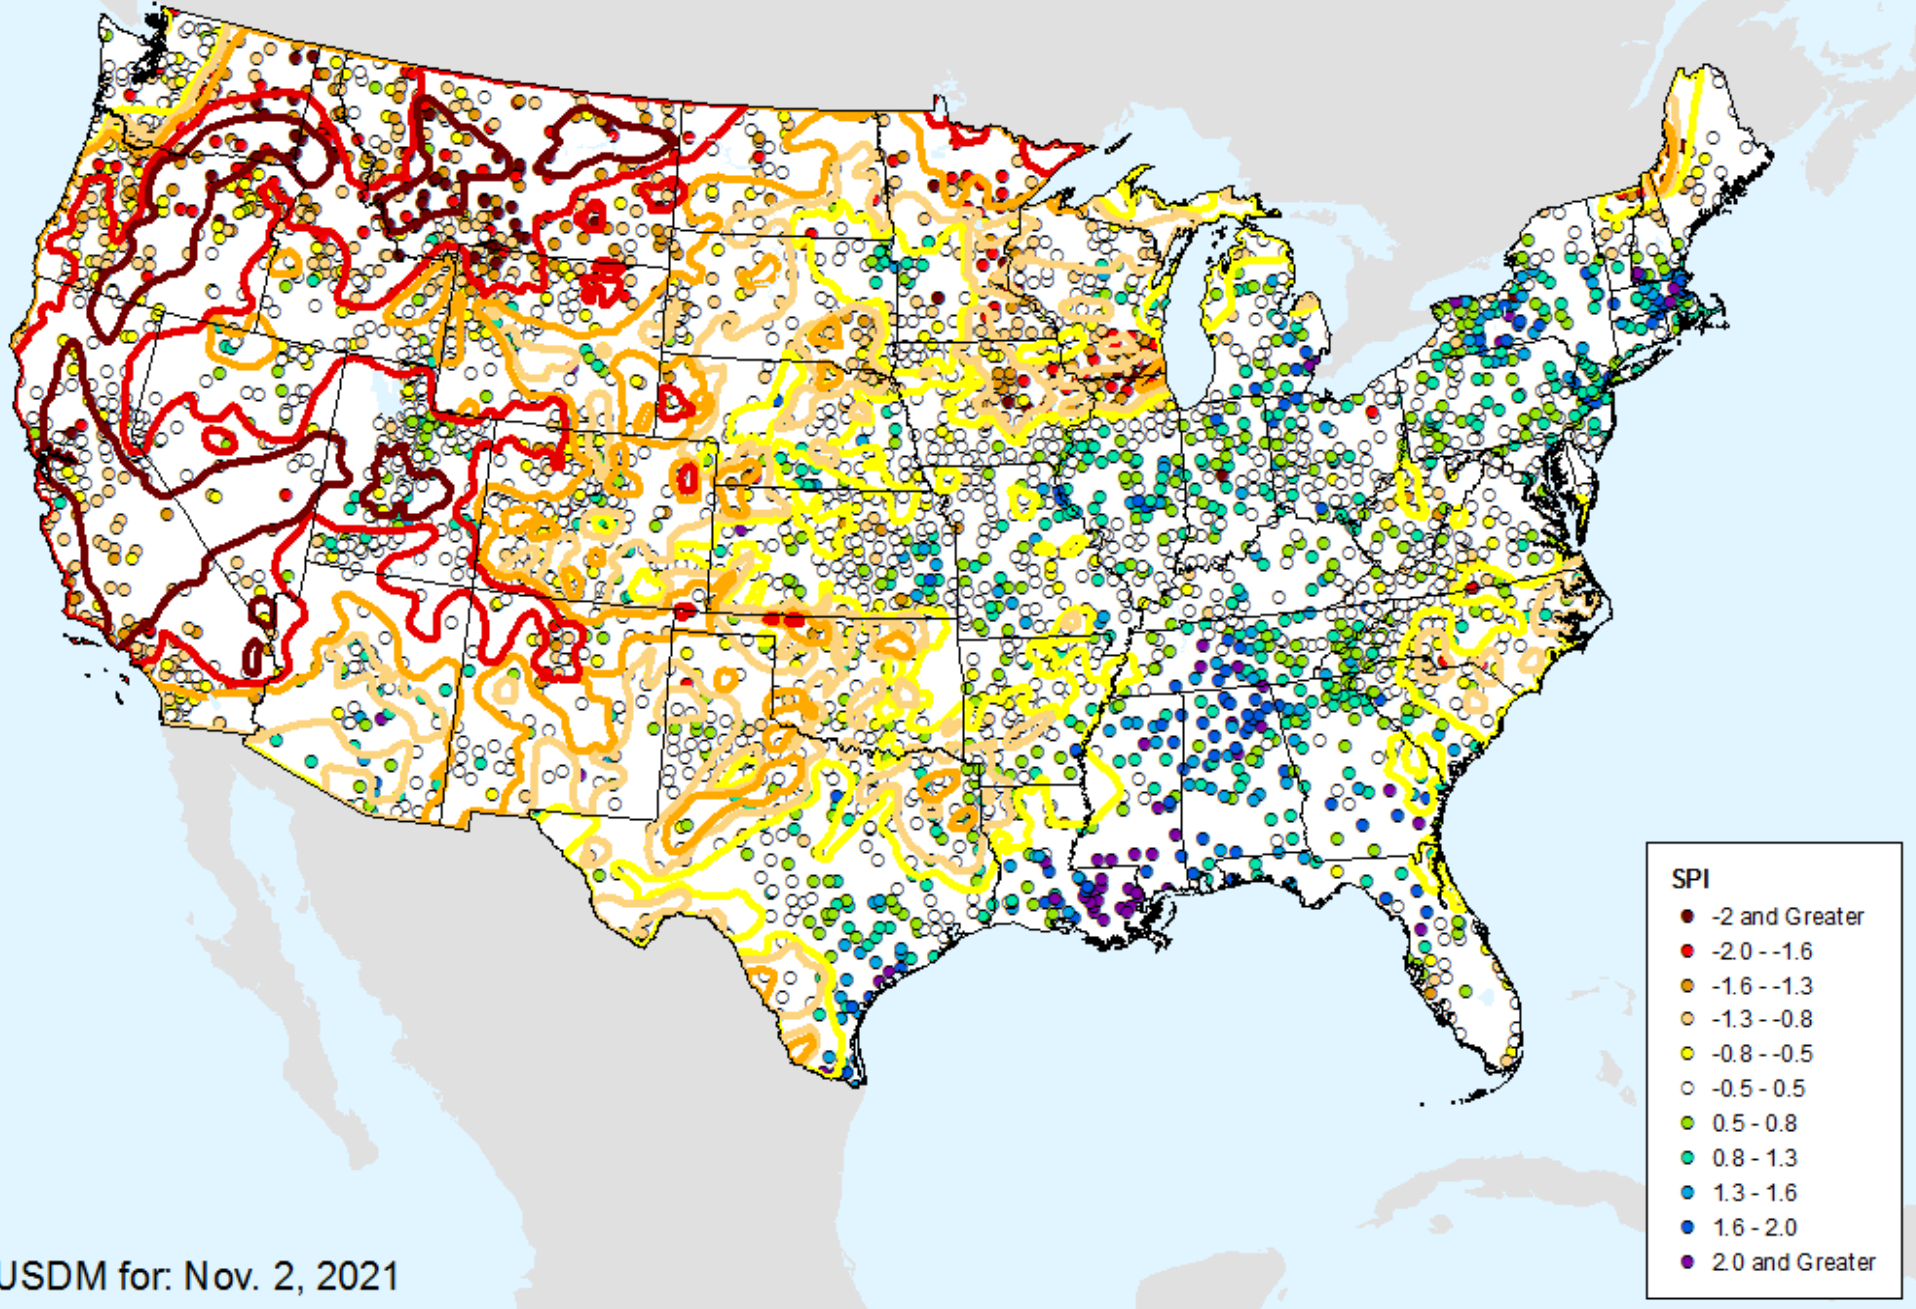 SPI
-2 and Greater
-2.0 - -1.6
-1.6 - -1.3
-1.3 - -0.8
-0.8 - -0.5
-0.5 - 0.5
0.5 - 0.8
0.8 - 1.3
1.3 - 1.6
1.6 - 2.0
2.0 and Greater
USDM for: Nov. 2, 2021